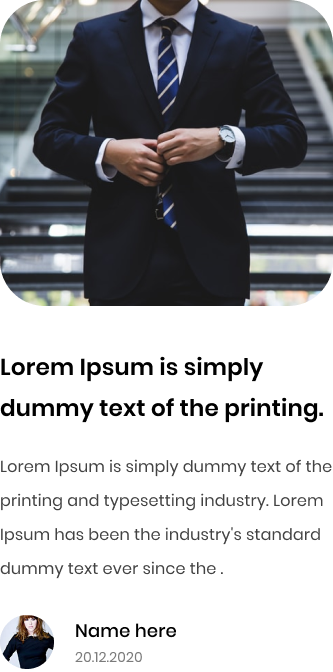 Lorem Ipsum is simply
dummy text of the printing.
Lorem Ipsum is simply dummy text of the
printing and typesetting industry. Lorem
Ipsum has been the industry's standard
dummy text ever since the .
Name here
20.12.2020